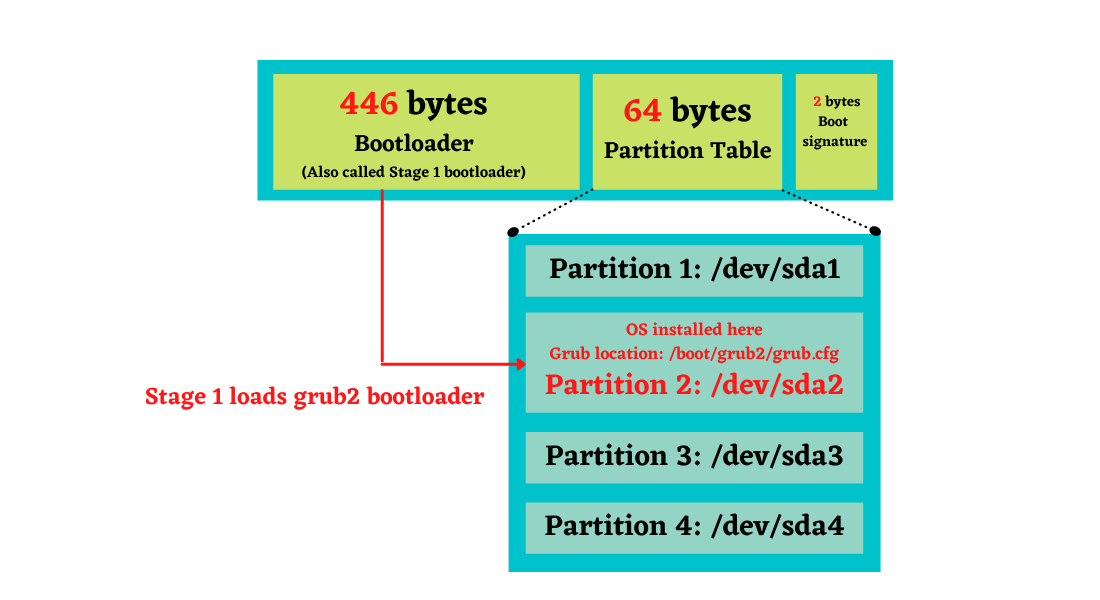 446 bytes
Bootloader
(Also called Stage 1 bootloader)
64 bytes
Partition Table
2 bytes
Boot
signature
Partition 1: /dev/sda1
OS installed here
Grub location: /boot/grub2/grub.cfg
Partition 2: /dev/sda2
Stage 1 loads grub2 bootloader
Partition 3: /dev/sda3
Partition 4: /dev/sda4